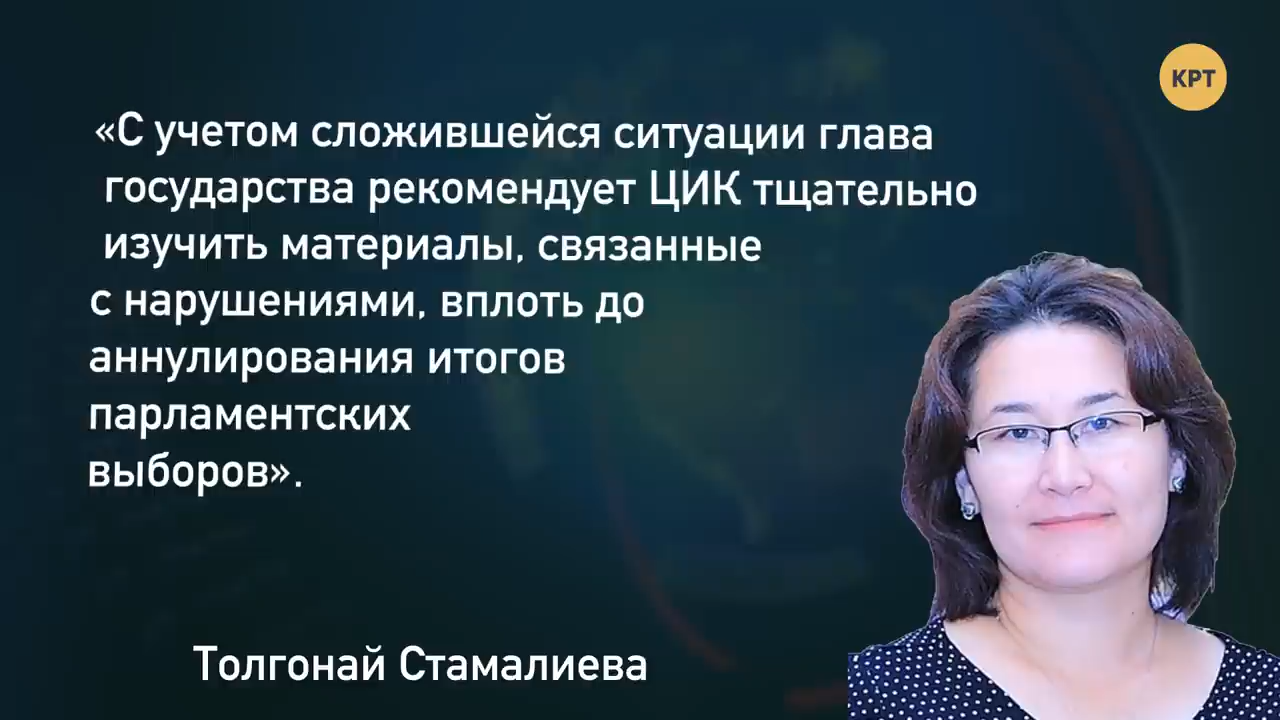 КРТ
«С учетом сложившейся ситуации глава
государства рекомендует ЦИК тщательно
изучить материалы, связанные
с нарушениями, вплоть до
аннулирования итогов
парламентских
выборов».
Толгонай Стамалиева